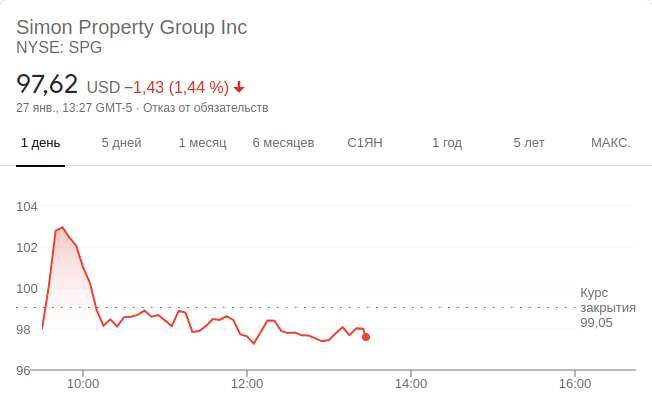 Simon Property Group Inc
NYSE: SPG
97,62 USD −1,43 (1,44 %)
27 янв., 13:27 GMT-5 · Отказ от обязательств
1 день 5 дней 1 месяц 6 месяцев С1ЯН 1 год 5 лет МАКС.
104
102
100
98
96
Курс
закрытия
99,05
10:00 12:00 14:00 16:00